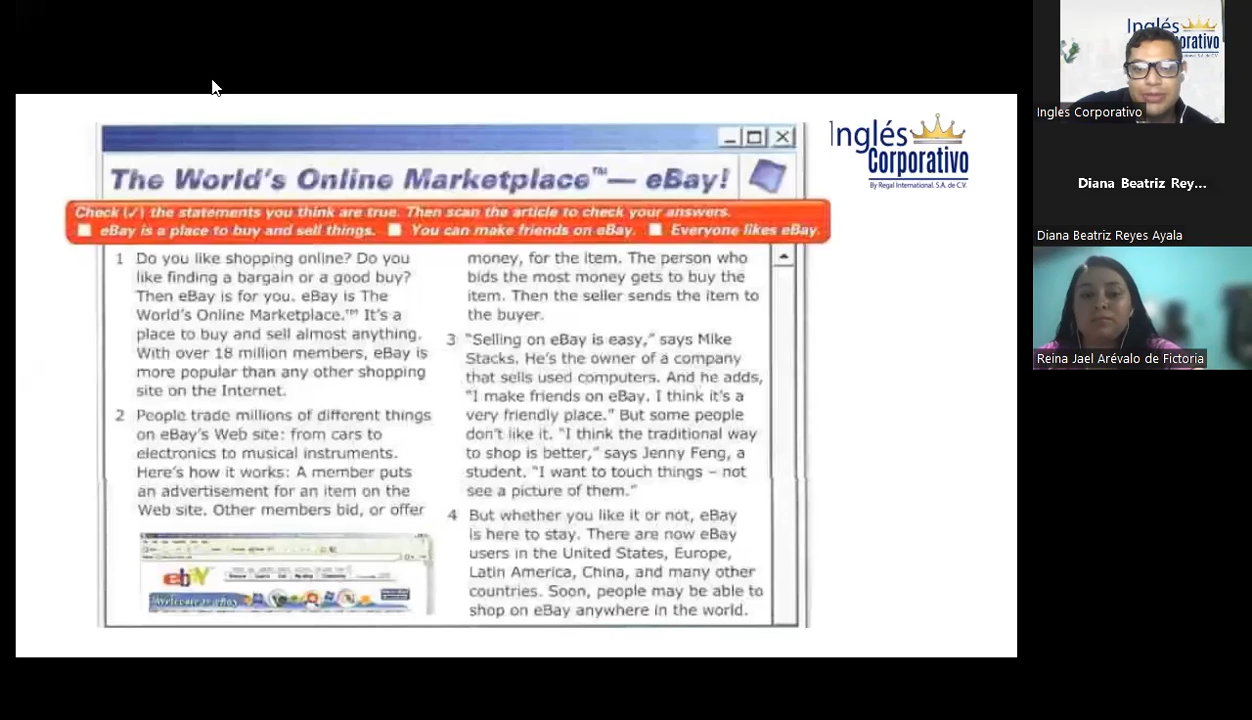 The World's Online Marketplace™— eBay!
Check (✓) the statements you think are true. Then scan the article to check your answers.
eBay is a place to buy and sell things. You can make friends on eBay. Everyone likes eBay.
1 Do you like shopping online? Do you
like finding a bargain or a good buy?
Then eBay is for you. eBay is The
World's Online Marketplace.™ It's a
place to buy and sell almost anything.
With over 18 million members, eBay is
more popular than any other shopping
site on the Internet.
2 People trade millions of different things
on eBay's Web site: from cars to
electronics to musical instruments.
Here's how it works: A member puts
an advertisement for an item on the
Web site. Other members bid, or offer
ebay
Welcome to eBay
money, for the item. The person who
bids the most money gets to buy the
item. Then the seller sends the item to
the buyer.
3 "Selling on eBay is easy," says Mike
Stacks. He's the owner of a company
that sells used computers. And he adds,
"I make friends on eBay. I think it's a
very friendly place." But some people
don't like it. "I think the traditional way
to shop is better," says Jenny Feng, a
student. "I want to touch things – not
see a picture of them."
4 But whether you like it or not, eBay
is here to stay. There are now eBay
users in the United States, Europe,
Latin America, China, and many other
countries. Soon, people may be able to
shop on eBay anywhere in the world.
Inglés
Corporativo
By Regal International, S.A. de C.V.
Inglés
orativo
Ingles Corporativo
Diana Beatriz Rey...
Diana Beatriz Reyes Ayala
Reina Jael Arévalo de Fictoria